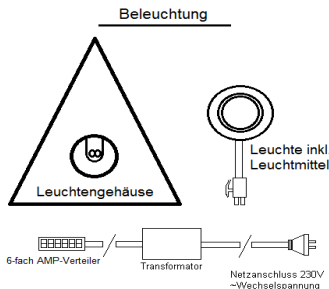 Beleuchtung
Leuchte inkl.
Leuchtmittel
Leuchtengehäuse
6-fach AMP-Verteiler
Transformator
Netzanschluss 230V
~Wechselspannung